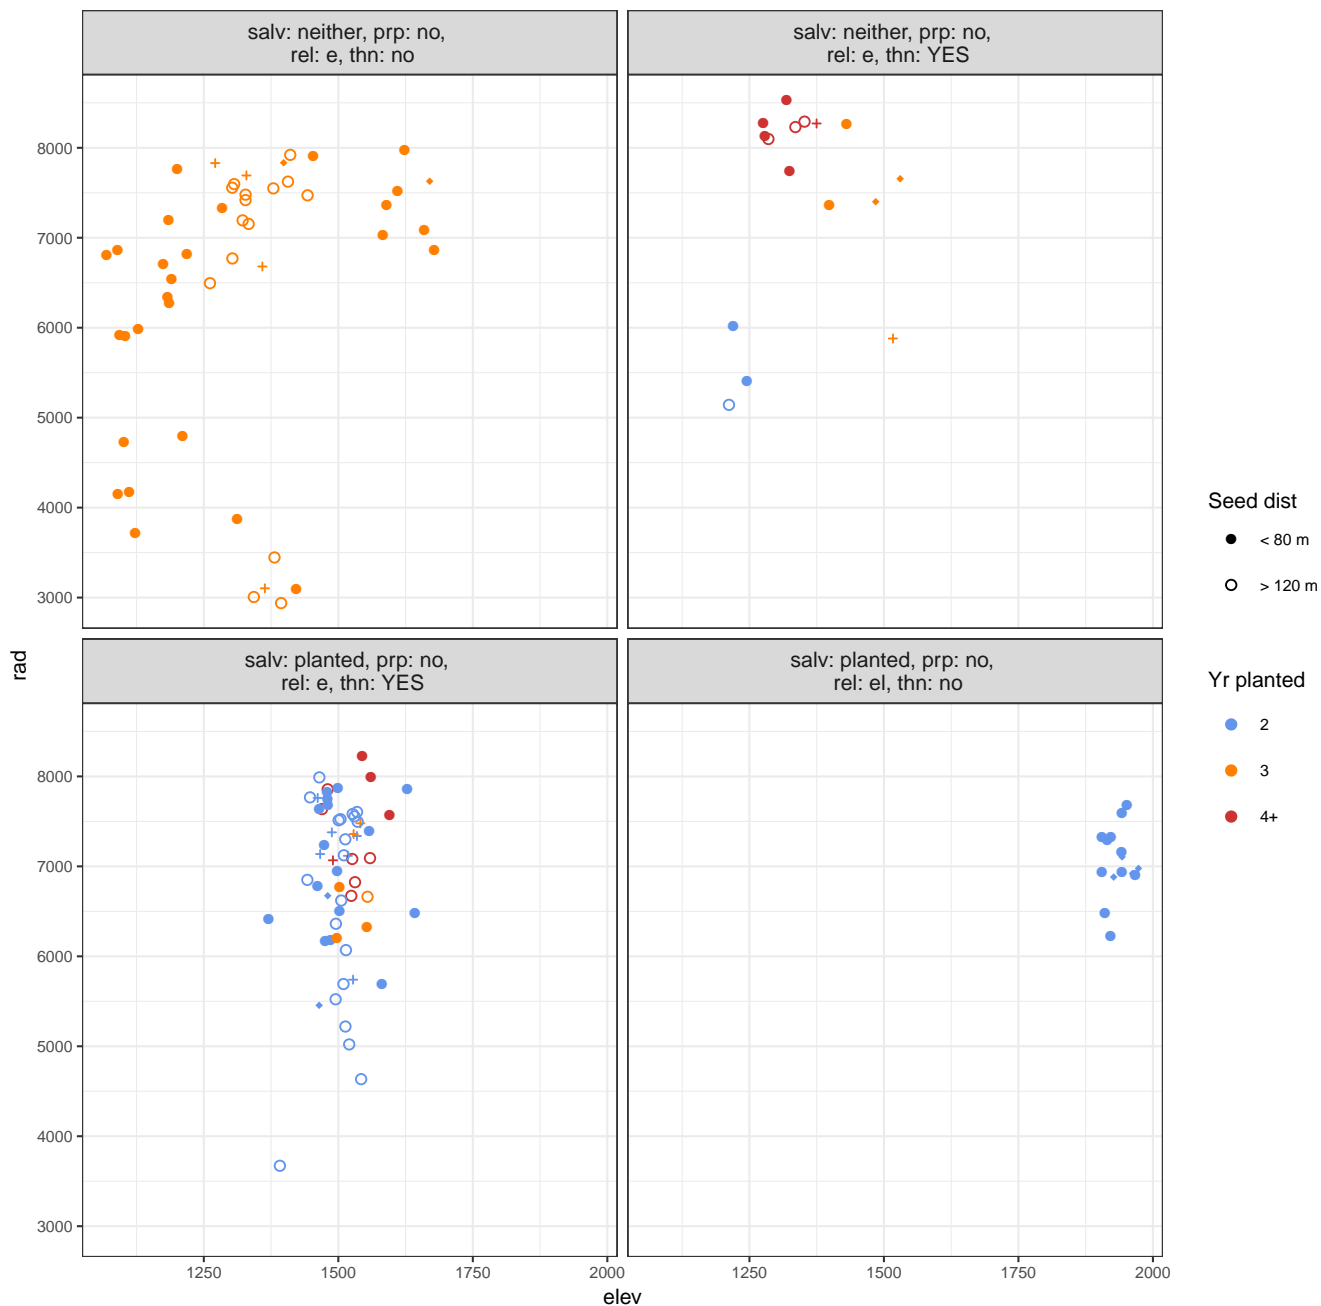 salv: neither, prp: no,
rel: e, thn: no
salv: neither, prp: no,
rel: e, thn: YES
8000
7000
6000
5000
4000
3000
salv: planted, prp: no,
rel: e, thn: YES
salv: planted, prp: no,
rel: el, thn: no
8000
7000
6000
5000
4000
3000
rad
1250
1500
1750
2000
1250
1500
1750
2000
elev
Seed dist
< 80 m
> 120 m
Yr planted
2
3
4+